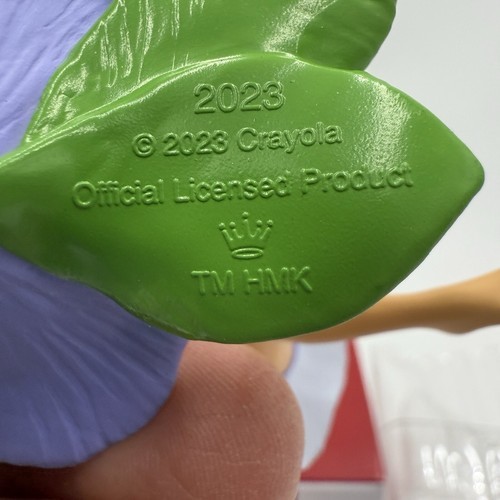 2023
© 2023 Crayola
Official Licensed Product
TM HMK